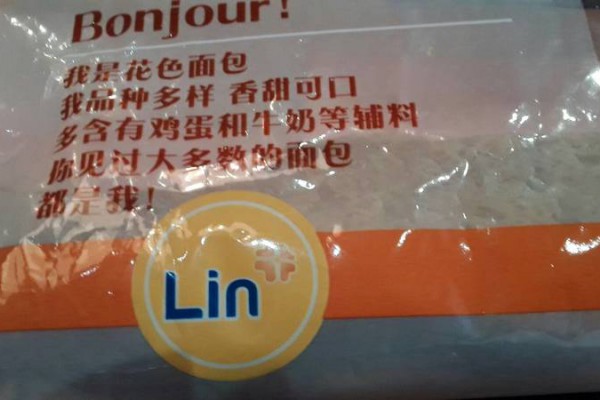 Bonjour!
我是花色面包
我品种多样 香甜可口
多含有鸡蛋和牛奶等辅料
你见过大多数的面包
都是我!
Lin